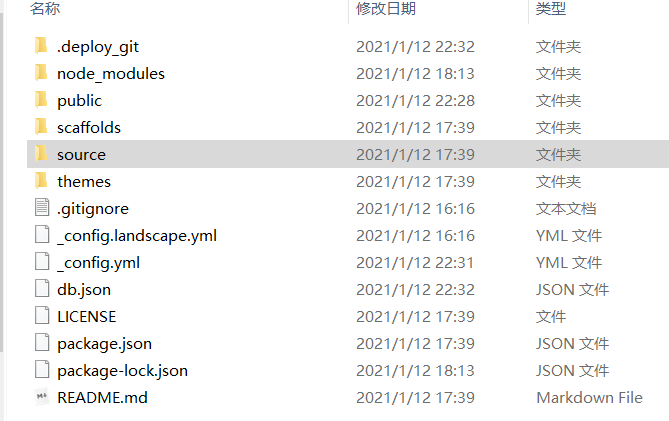 名称 修改日期 类型
.deploy_git 2021/1/12 22:32 文件夹
node_modules 2021/1/12 18:13 文件夹
public 2021/1/12 22:28 文件夹
scaffolds 2021/1/12 17:39 文件夹
source 2021/1/12 17:39 文件夹
themes 2021/1/12 17:39 文件夹
.gitignore 2021/1/12 16:16 文本文档
_config.landscape.yml 2021/1/12 16:16 YML 文件
_config.yml 2021/1/12 22:31 YML 文件
db.json 2021/1/12 22:32 JSON 文件
LICENSE 2021/1/12 17:39 文件
package.json 2021/1/12 17:39 JSON 文件
package-lock.json 2021/1/12 18:13 JSON 文件
README.md 2021/1/12 17:39 Markdown File